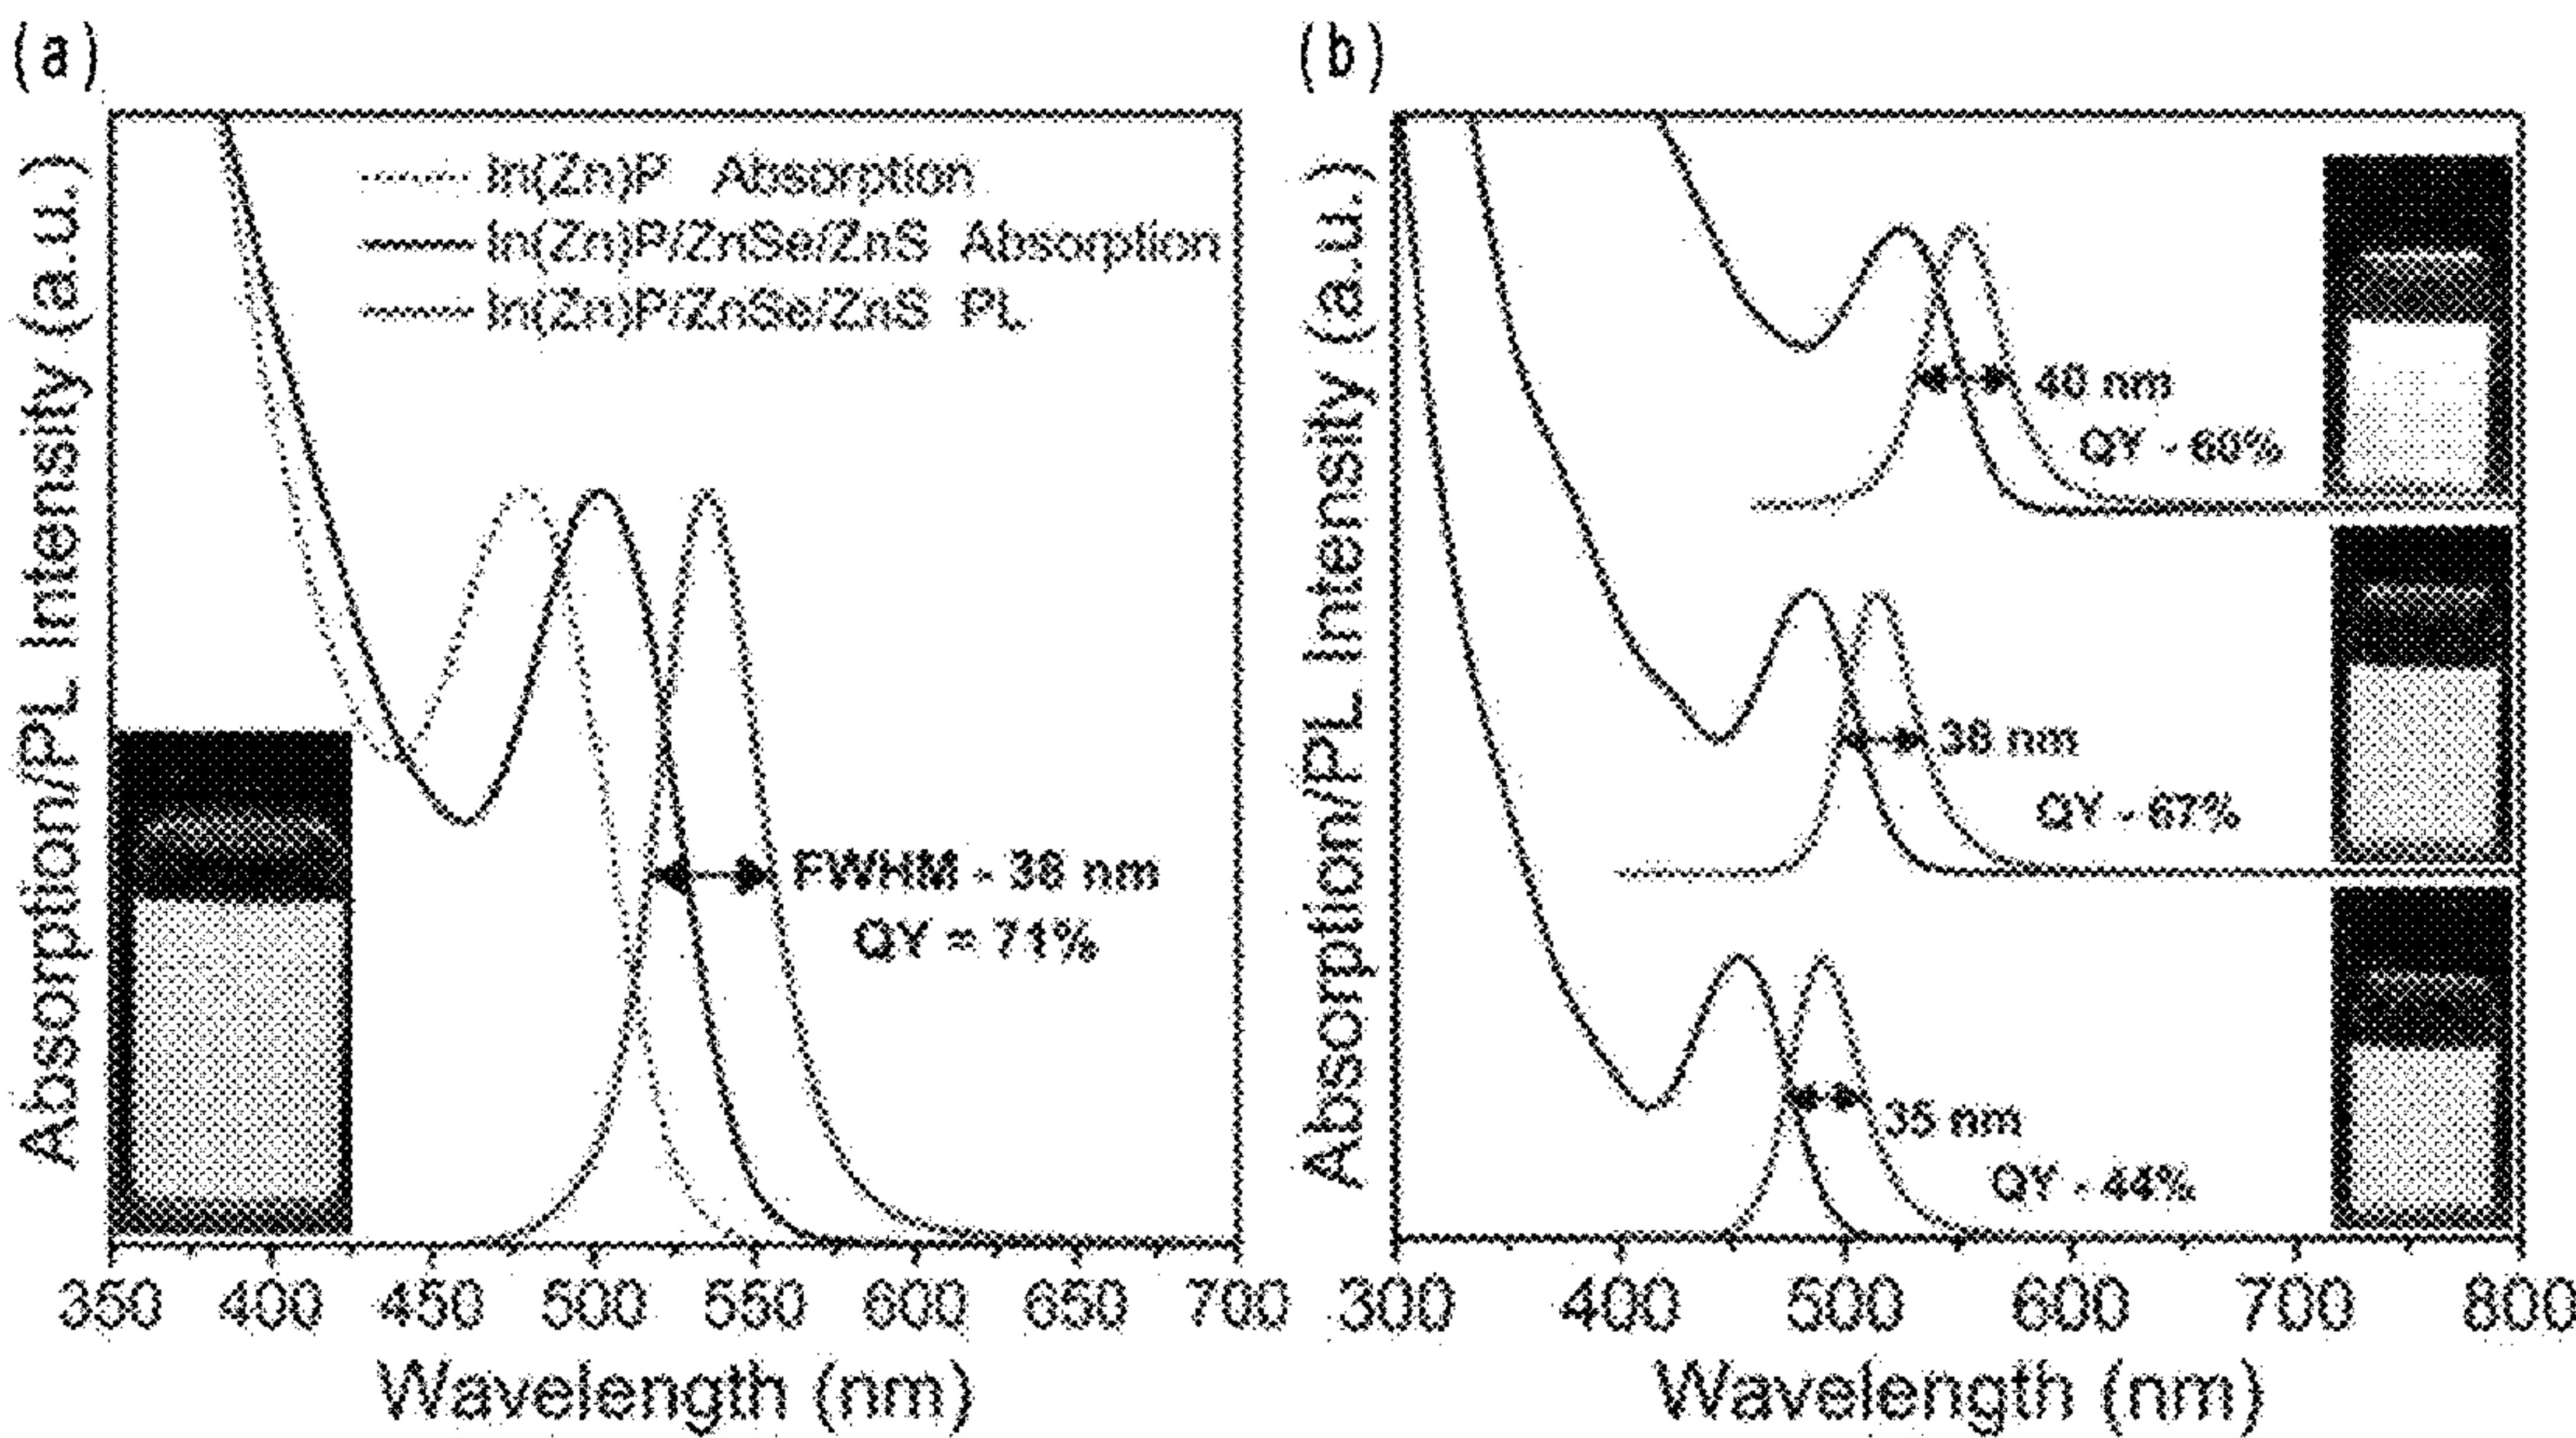 (a)
Absorption/PL Intensity (a.u.)
In(Zn)P Absorption
In(Zn)P/ZnSe/ZnS Absorption
In(Zn)P/ZnSe/ZnS PL
FWHM - 38 nm
QY = 71%
350 400 450 500 550 600 650 700
Wavelength (nm)
(b)
Absorption/PL Intensity (a.u.)
40 nm
QY - 60%
38 nm
QY - 67%
35 nm
QY - 44%
300 400 500 600 700 800
Wavelength (nm)